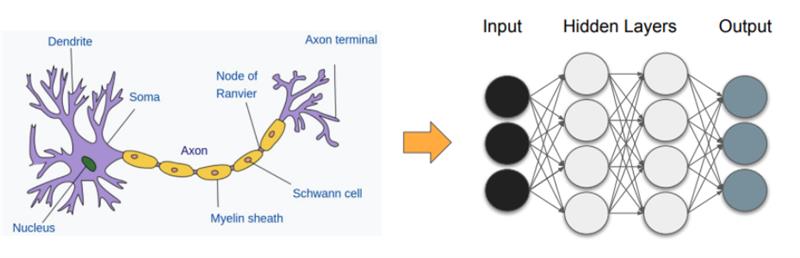 Dendrite
Axon terminal
Soma
Node of
Ranvier
Axon
Schwann cell
Myelin sheath
Nucleus
Input
Hidden Layers
Output